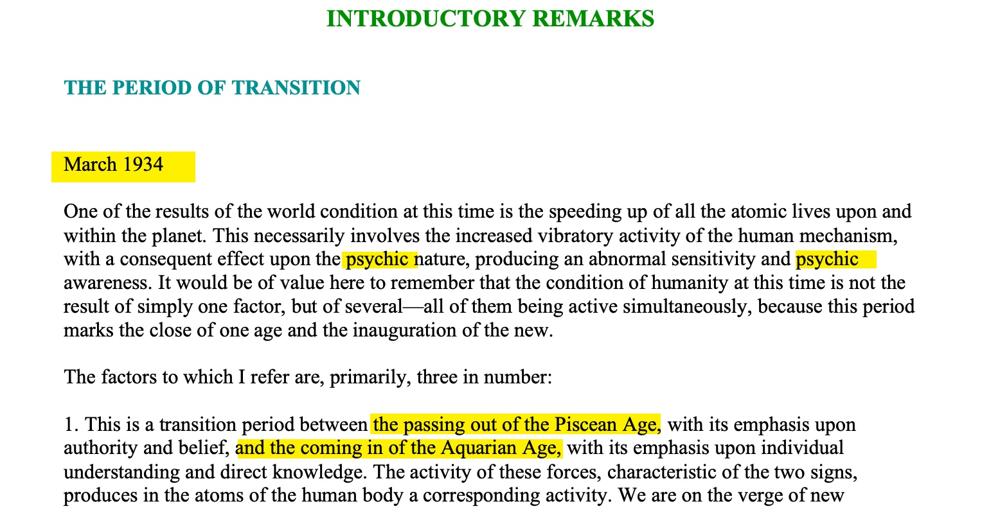 INTRODUCTORY REMARKS
THE PERIOD OF TRANSITION
March 1934
One of the results of the world condition at this time is the speeding up of all the atomic lives upon and
within the planet. This necessarily involves the increased vibratory activity of the human mechanism,
with a consequent effect upon the psychic nature, producing an abnormal sensitivity and psychic
awareness. It would be of value here to remember that the condition of humanity at this time is not the
result of simply one factor, but of several—all of them being active simultaneously, because this period
marks the close of one age and the inauguration of the new.
The factors to which I refer are, primarily, three in number:
1. This is a transition period between the passing out of the Piscean Age, with its emphasis upon
authority and belief, and the coming in of the Aquarian Age, with its emphasis upon individual
understanding and direct knowledge. The activity of these forces, characteristic of the two signs,
produces in the atoms of the human body a corresponding activity. We are on the verge of new